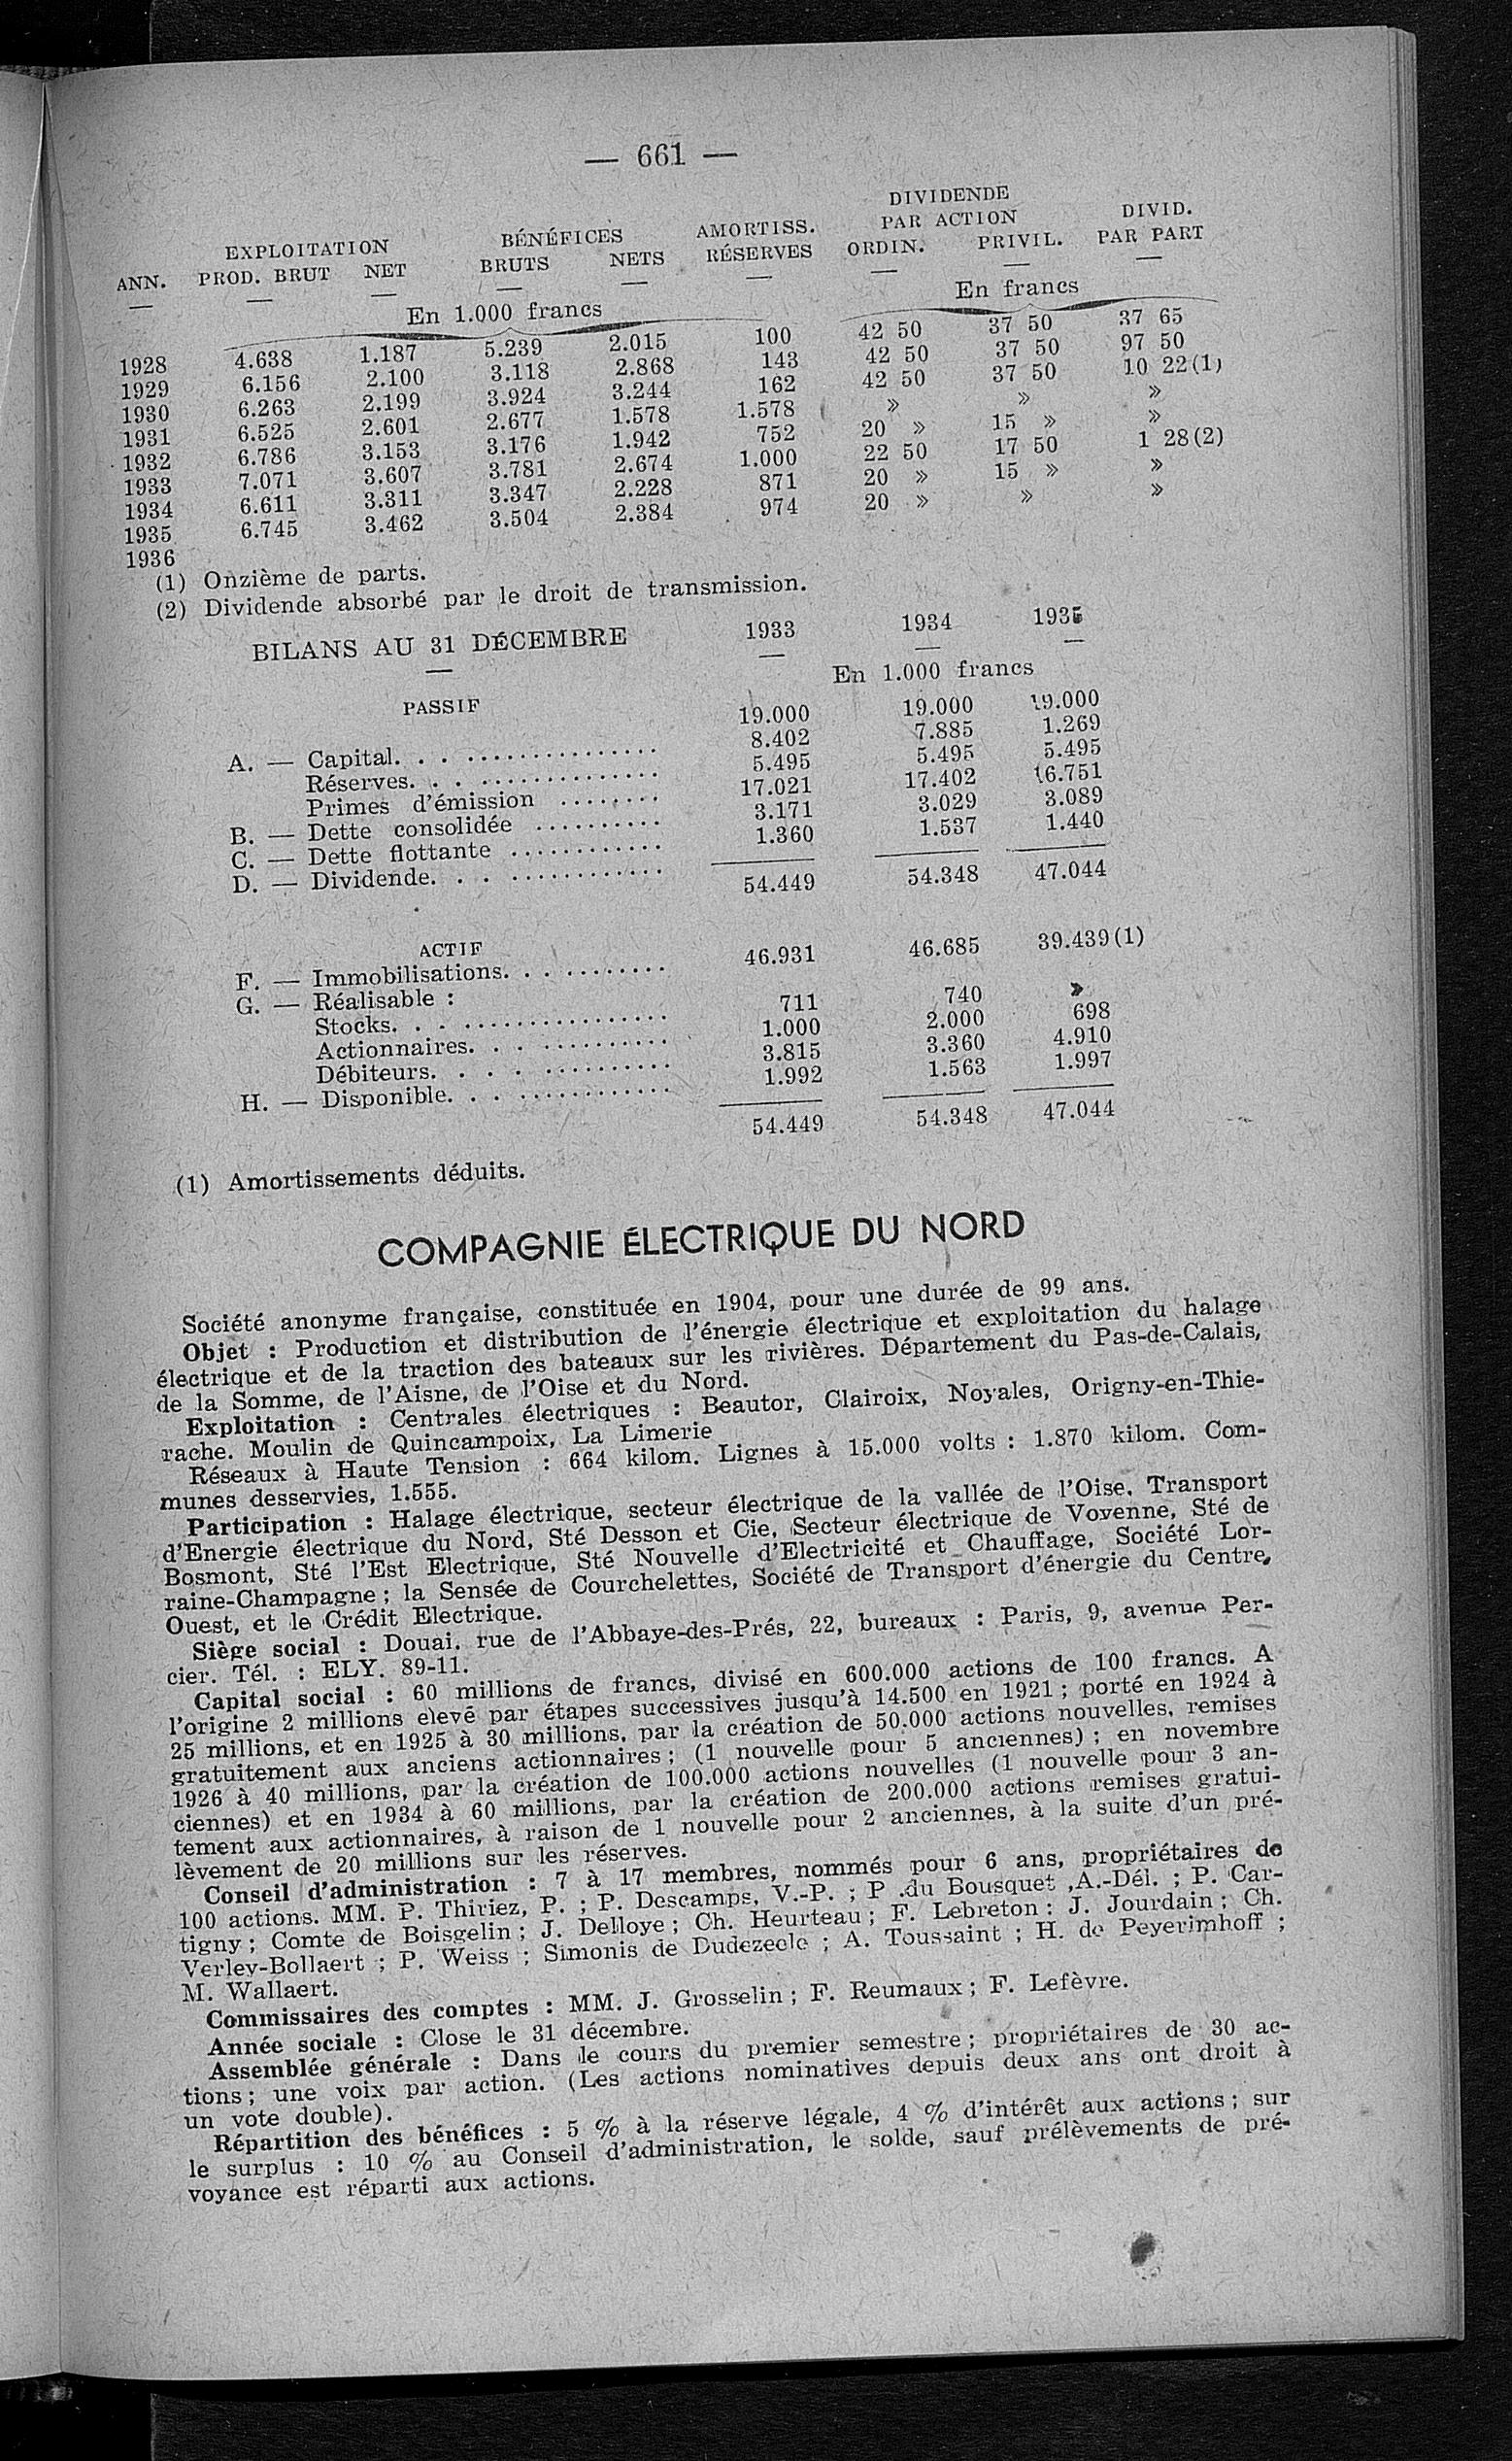 — 661 —
DIVIDENDE
EXPLOITATION BÉNÉFICES AMORTISS. PAR ACTION DIVID.
ANN. PROD. BRUT NET BRUTS NETS RÉSERVES ORDIN. PRIVIL. PAR PART
En 1.000 francs En francs
1928 4.638 1.187 5.239 2.015 100 42 50 37 50 37 65
1929 6.156 2.100 3.118 2.868 143 42 50 37 50 97 50
1930 6.263 2.199 3.924 3.244 162 42 50 37 50 10 22(1)
1931 6.525 2.601 2.677 1.578 1.578 » » »
1932 6.786 3.153 3.176 1.942 752 20 » 15 » »
1933 7.071 3.607 3.781 2.674 1.000 22 50 17 50 1 28(2)
1934 6.611 3.311 3.347 2.228 871 20 » 15 » »
1935 6.745 3.462 3.504 2.384 974 20 » » »
1936
(1) Onzième de parts.
(2) Dividende absorbé par le droit de transmission.
BILANS AU 31 DÉCEMBRE 1933 1934 1935
En 1.000 francs
PASSIF
A. — Capital. . . ................ 19.000 19.000 19.000
Réserves. . . ............... 8.402 7.885 1.269
Primes d'émission ........ 5.495 5.495 5.495
B. — Dette consolidée .......... 17.021 17.402 16.751
C. — Dette flottante ............ 3.171 3.029 3.089
D. — Dividende. . . ............ 1.360 1.537 1.440
54.449 54.348 47.044
ACTIF
F. — Immobilisations. . .......... 46.931 46.685 39.439(1)
G. — Réalisable :
Stocks. . . ................. 711 740 »
Actionnaires. . . ........... 1.000 2.000 698
Débiteurs. . . . ........... 3.815 3.360 4.910
H. — Disponible. . . ............. 1.992 1.563 1.997
54.449 54.348 47.044
(1) Amortissements déduits.
COMPAGNIE ÉLECTRIQUE DU NORD
Société anonyme française, constituée en 1904, pour une durée de 99 ans.
Objet : Production et distribution de l'énergie électrique et exploitation du halage
électrique et de la traction des bateaux sur les rivières. Département du Pas-de-Calais,
de la Somme, de l'Aisne, de l'Oise et du Nord.
Exploitation : Centrales électriques : Beautor, Clairoix, Noyales, Origny-en-Thie-
rache. Moulin de Quincampoix, La Limerie
Réseaux à Haute Tension : 664 kilom. Lignes à 15.000 volts : 1.870 kilom. Com-
munes desservies, 1.555.
Participation : Halage électrique, secteur électrique de la vallée de l'Oise, Transport
d'Energie électrique du Nord, Sté Desson et Cie, Secteur électrique de Voyenne, Sté de
Bosmont, Sté l'Est Electrique, Sté Nouvelle d'Electricité et Chauffage, Société Lor-
raine-Champagne ; la Sensée de Courchelettes, Société de Transport d'énergie du Centre,
Ouest, et le Crédit Electrique.
Siège social : Douai. rue de l'Abbaye-des-Prés, 22, bureaux : Paris, 9, avenue Per-
cier. Tél. : ELY. 89-11.
Capital social : 60 millions de francs, divisé en 600.000 actions de 100 francs. A
l'origine 2 millions elevé par étapes successives jusqu'à 14.500 en 1921 ; porté en 1924 à
25 millions, et en 1925 à 30 millions, par la création de 50.000 actions nouvelles, remises
gratuitement aux anciens actionnaires ; (1 nouvelle pour 5 anciennes) ; en novembre
1926 à 40 millions, par la création de 100.000 actions nouvelles (1 nouvelle pour 3 an-
ciennes) et en 1934 à 60 millions, par la création de 200.000 actions remises gratui-
tement aux actionnaires, à raison de 1 nouvelle pour 2 anciennes, à la suite d'un pré-
lèvement de 20 millions sur les réserves.
Conseil d'administration : 7 à 17 membres, nommés pour 6 ans, propriétaires de
100 actions. MM. P. Thiriez, P. ; P. Descamps, V.-P. ; P .du Bousquet ,A.-Dél. ; P. Car-
tigny ; Comte de Boisgelin ; J. Delloye ; Ch. Heurteau ; F. Lebreton : J. Jourdain ; Ch.
Verley-Bollaert ; P. Weiss ; Simonis de Dudezeele ; A. Toussaint ; H. de Peyerimhoff ;
M. Wallaert.
Commissaires des comptes : MM. J. Grosselin ; F. Reumaux ; F. Lefèvre.
Année sociale : Close le 31 décembre.
Assemblée générale : Dans le cours du premier semestre ; propriétaires de 30 ac-
tions ; une voix par action. (Les actions nominatives depuis deux ans ont droit à
un vote double).
Répartition des bénéfices : 5 % à la réserve légale, 4 % d'intérêt aux actions ; sur
le surplus : 10 % au Conseil d'administration, le solde, sauf prélèvements de pré-
voyance est réparti aux actions.